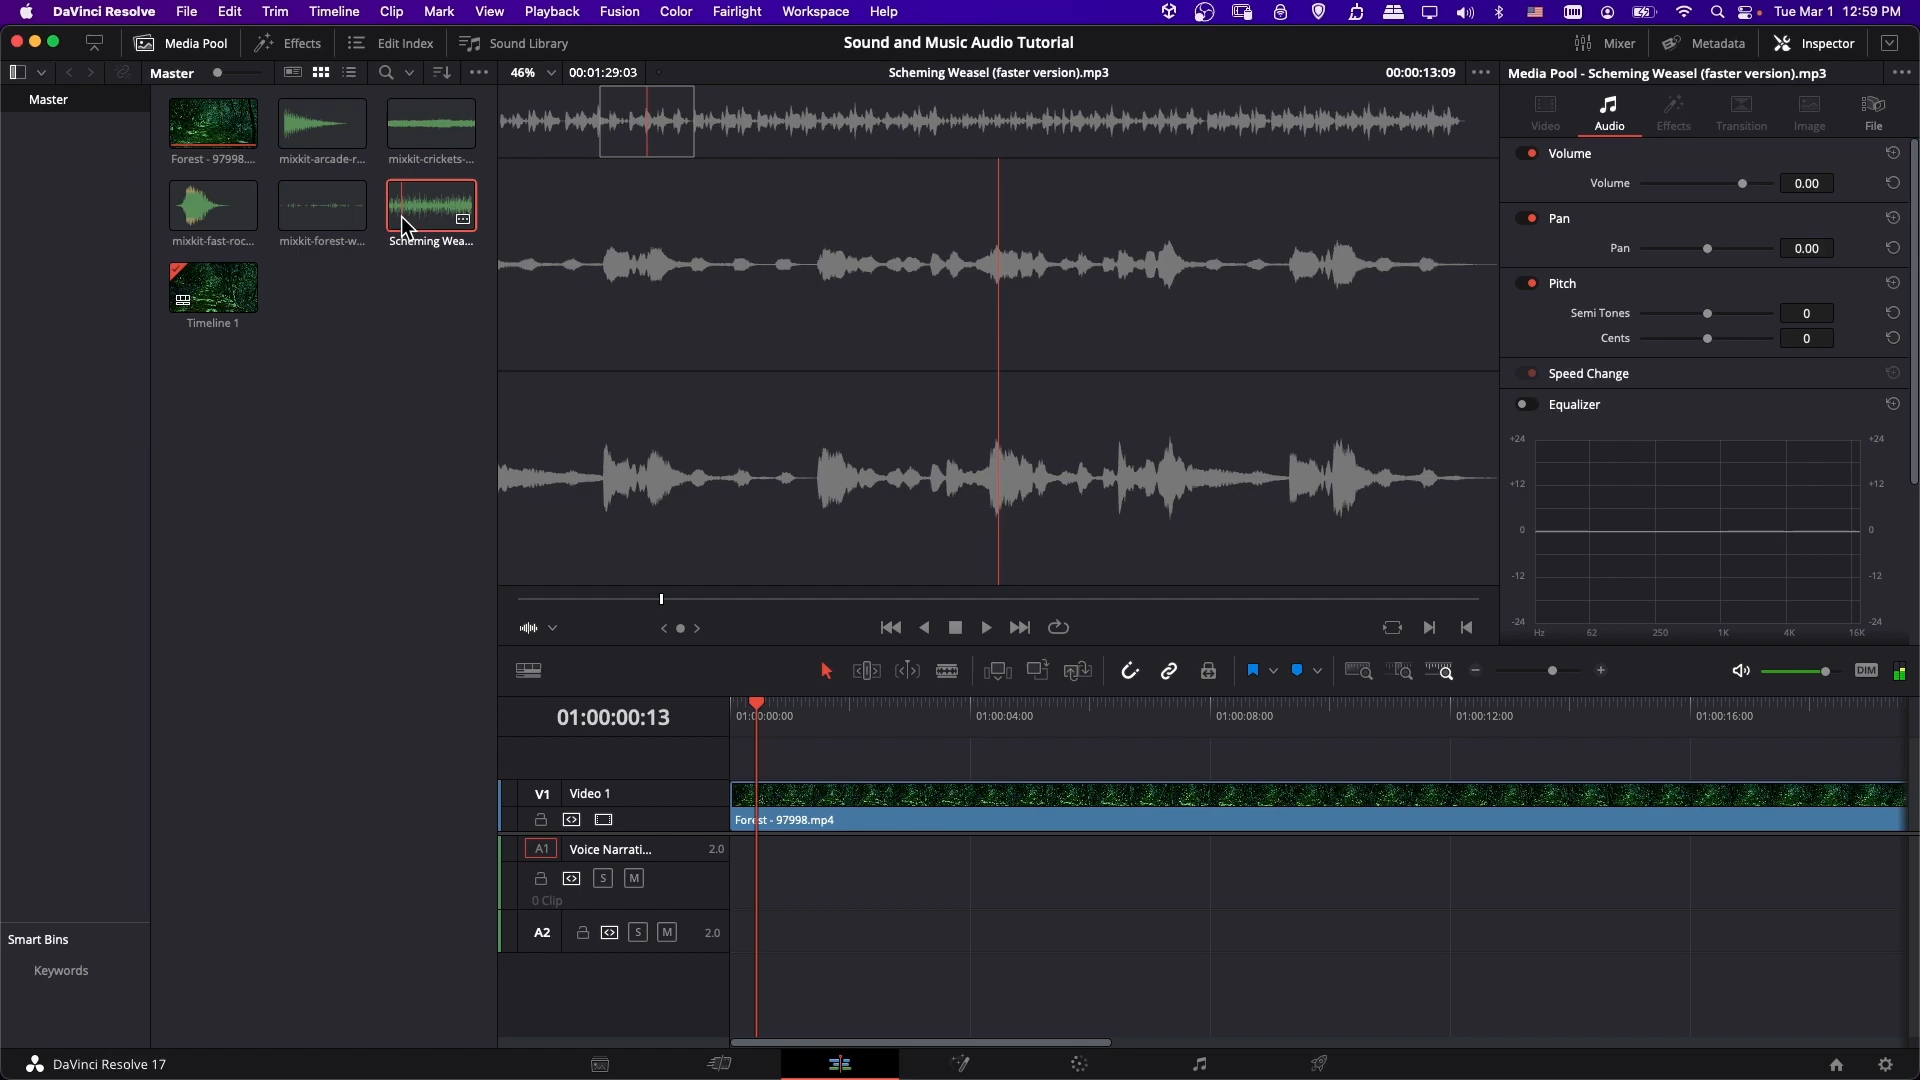 DaVinci Resolve File Edit Trim Timeline Clip Mark View Playback Fusion Color Fairlight Workspace Help Tue Mar 1 12:59 PM
Media Pool Effects Edit Index Sound Library Sound and Music Audio Tutorial Mixer Metadata Inspector
Master 46% 00:01:29:03 Scheming Weasel (faster version).mp3 00:00:13:09 Media Pool - Scheming Weasel (faster version).mp3
Master
Forest - 97998.... mixkit-arcade-r... mixkit-crickets-...
mixkit-fast-roc... mixkit-forest-w... Scheming Wea...
Timeline 1
Smart Bins
Keywords
Video Audio Effects Transition Image File
Volume
Volume 0.00
Pan
Pan 0.00
Pitch
Semi Tones 0
Cents 0
Speed Change
Equalizer
+24 +24
+12 +12
0 0
-12 -12
-24 -24
Hz 62 250 1K 4K 16K
DIM
01:00:00:13 01:00:00:00 01:00:04:00 01:00:08:00 01:00:12:00 01:00:16:00
V1 Video 1
Forest - 97998.mp4
A1 Voice Narrati... 2.0
S M
0 Clip
A2 S M 2.0
DaVinci Resolve 17